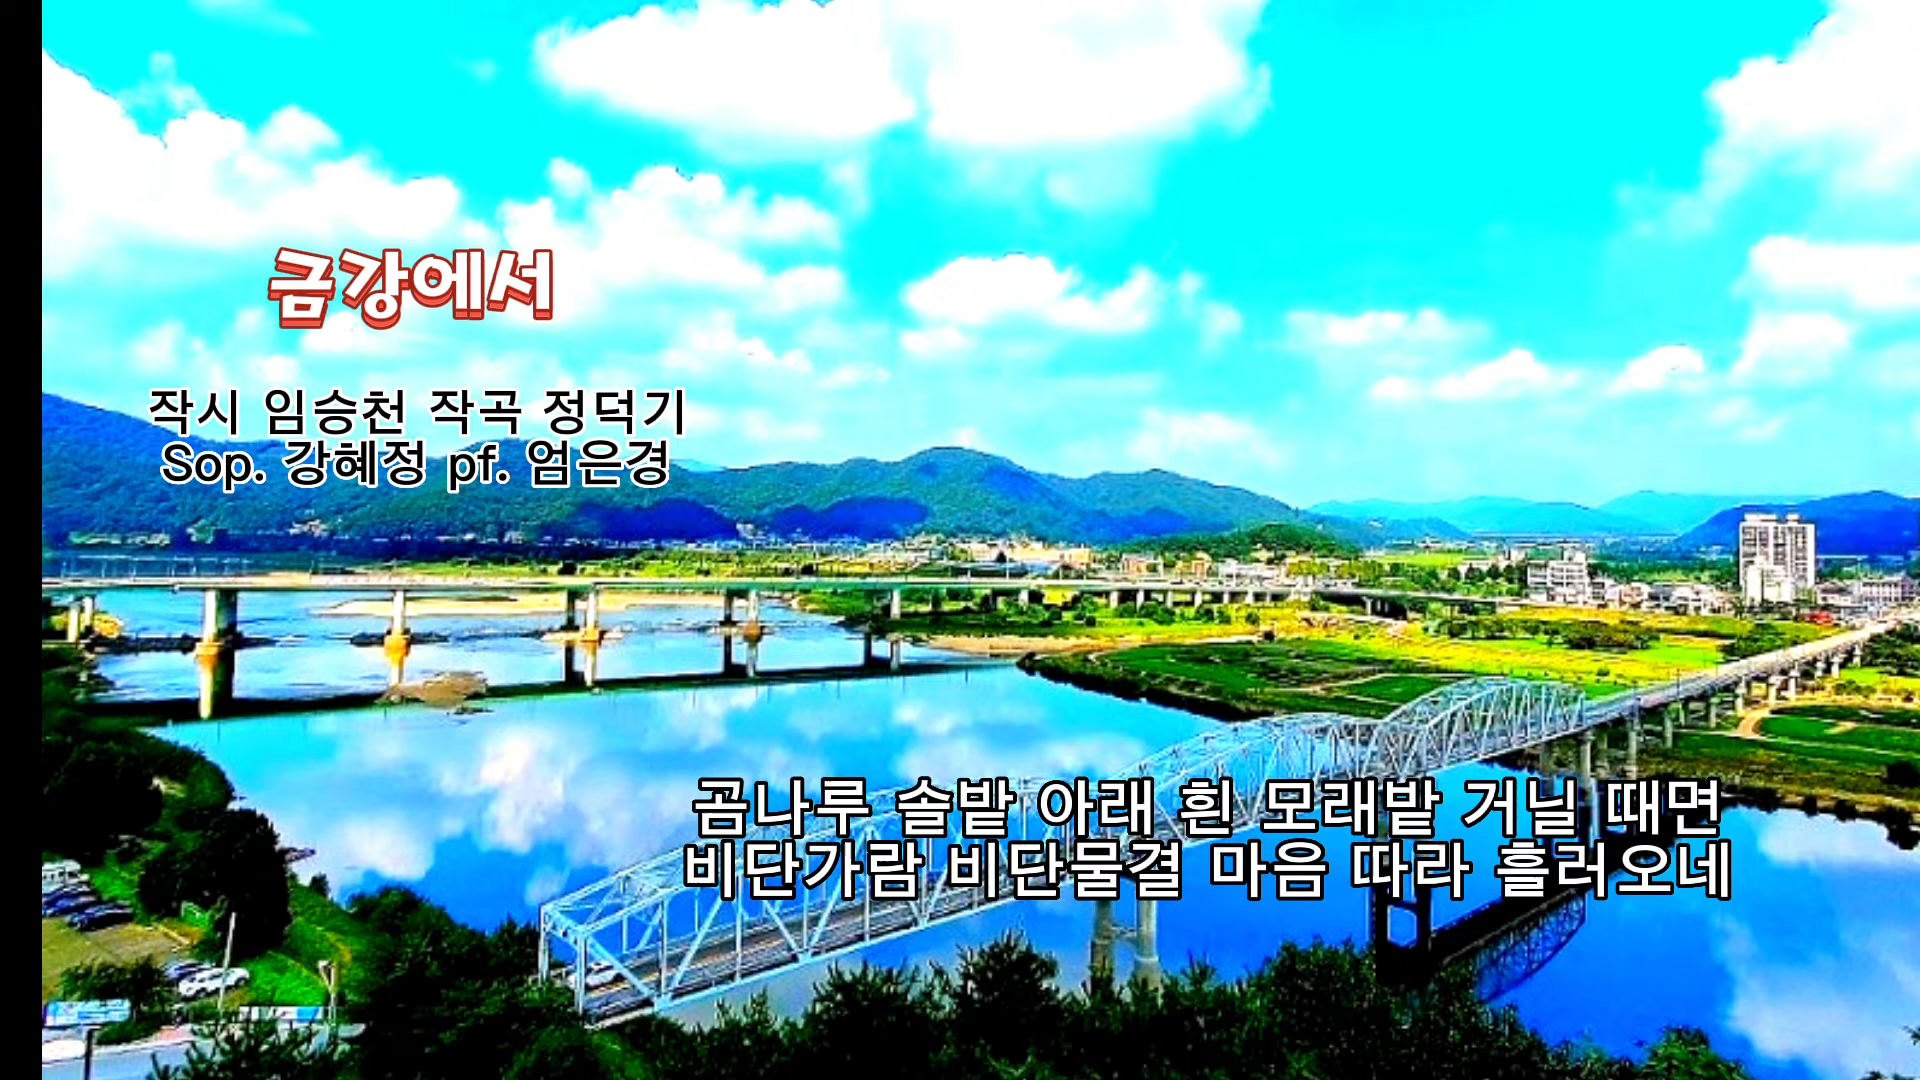 금강에서
작시 임승천 작곡 정덕기
Sop. 강혜정 pf. 엄은경
곰나루 솔밭 아래 흰 모래밭 거닐 때면
비단가람 비단물결 마음 따라 흘러오네